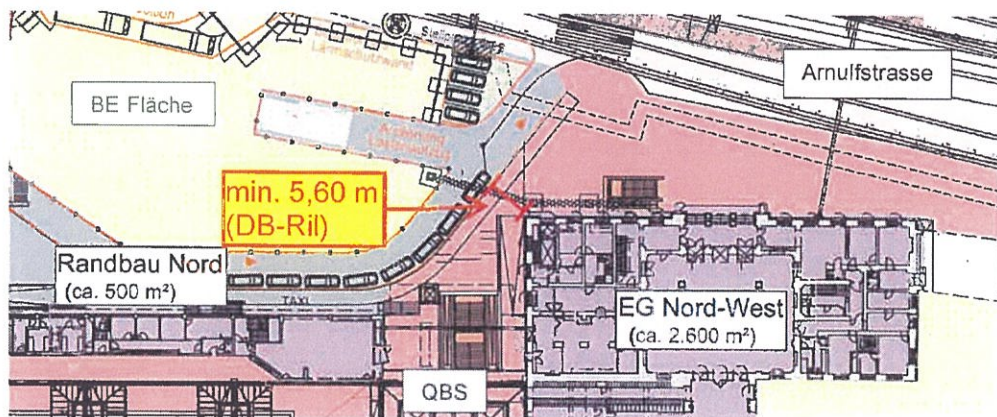 Lärmschutzwand
Arnulfstrasse
BE Fläche
min. 5,60 m
(DB-Ril)
Randbau Nord
(ca. 500 m²)
TAXI
EG Nord-West
(ca. 2.600 m²)
QBS